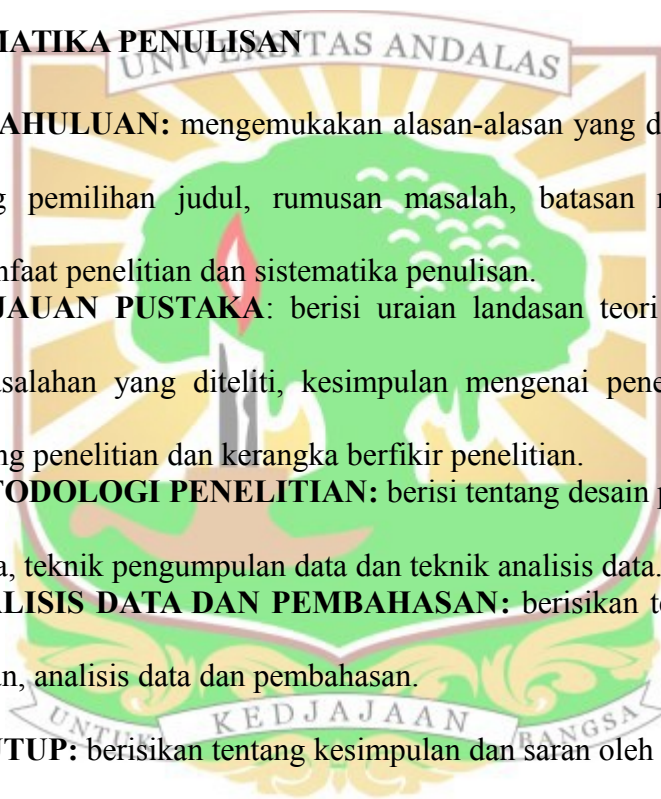 MATIKA PENULISAN
UNIVERSITAS ANDALAS
AHULUAN: mengemukakan alasan-alasan yang d
g pemilihan judul, rumusan masalah, batasan
nfaat penelitian dan sistematika penulisan.
JAUAN PUSTAKA: berisi uraian landasan teori
asalahan yang diteliti, kesimpulan mengenai pene
ng penelitian dan kerangka berfikir penelitian.
TODOLOGI PENELITIAN: berisi tentang desain p
a, teknik pengumpulan data dan teknik analisis data.
ALISIS DATA DAN PEMBAHASAN: berisikan te
an, analisis data dan pembahasan.
UNTUK KEDJAJAAN BANGSA
UTUP: berisikan tentang kesimpulan dan saran oleh